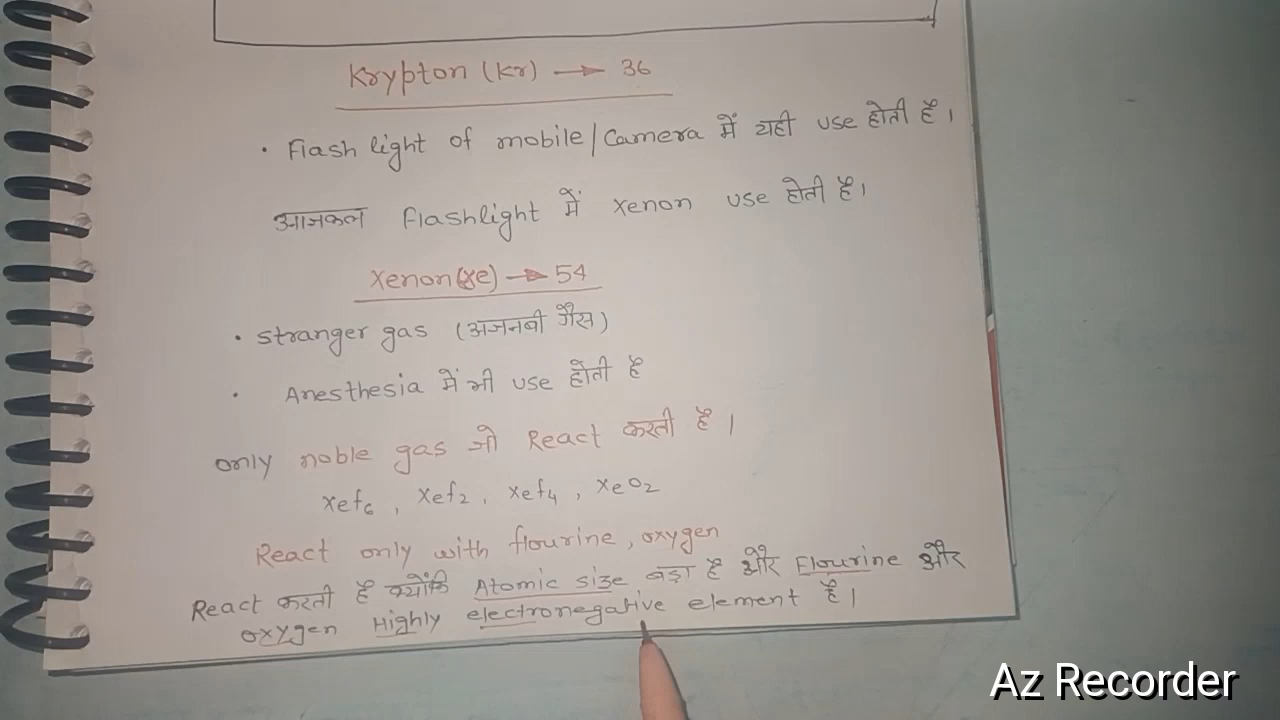 Krypton (Kr) → 36
• Flash light of mobile/Camera में यही use होती है।
आजकल flashlight में xenon use होती है।
Xenon(Xe) → 54
• stranger gas (अजनबी गैस)
• Anesthesia में भी use होती है
only noble gas जो React करती है।
Xef6 , Xef2 , Xef4 , XeO2
React only with flourine, oxygen
React करती है क्योंकि Atomic size बड़ा है और Flourine और
oxygen Highly electronegative element है।
Az Recorder